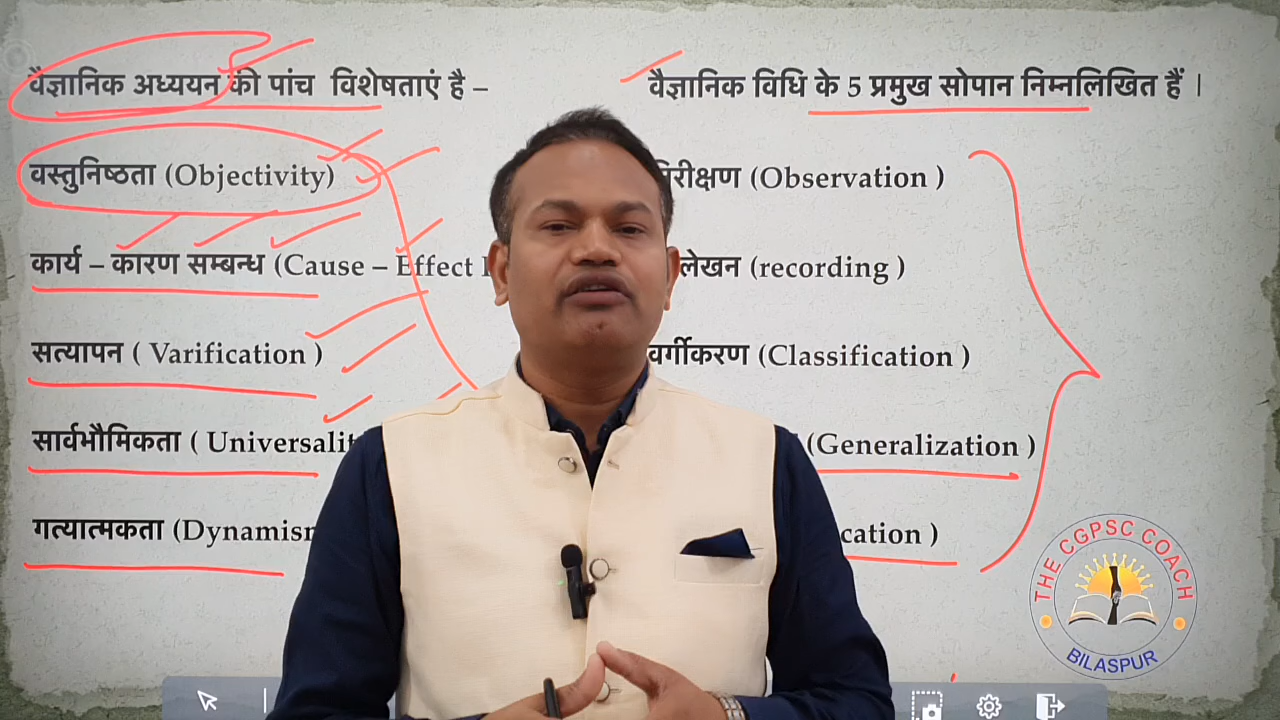 वैज्ञानिक अध्ययन की पांच विशेषताएं है –
वस्तुनिष्ठता (Objectivity)
कार्य – कारण सम्बन्ध (Cause – Effect
सत्यापन ( Varification )
सार्वभौमिकता ( Universalit
गत्यात्मकता (Dynamism
वैज्ञानिक विधि के 5 प्रमुख सोपान निम्नलिखित हैं ।
निरीक्षण (Observation )
लेखन (recording )
वर्गीकरण (Classification )
(Generalization )
cation )
THE CGPSC COACH
BILASPUR